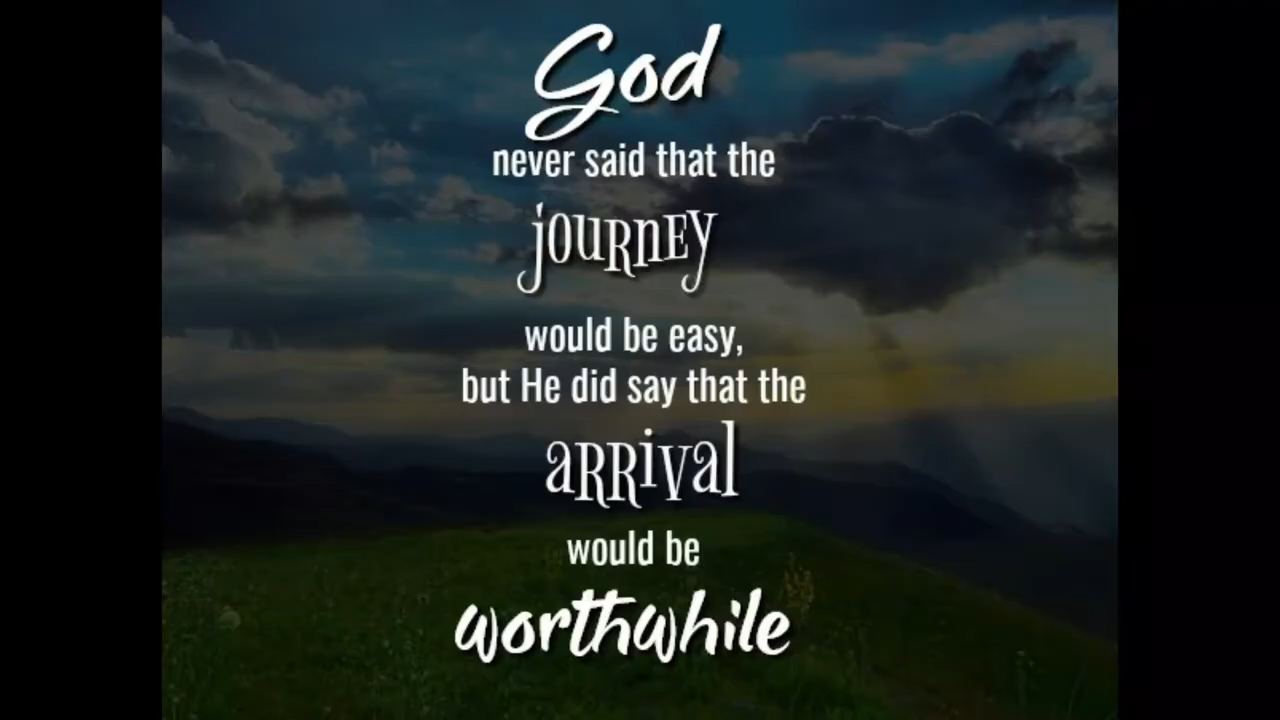 God
never said that the
journey
would be easy,
but He did say that the
arrival
would be
worthwhile